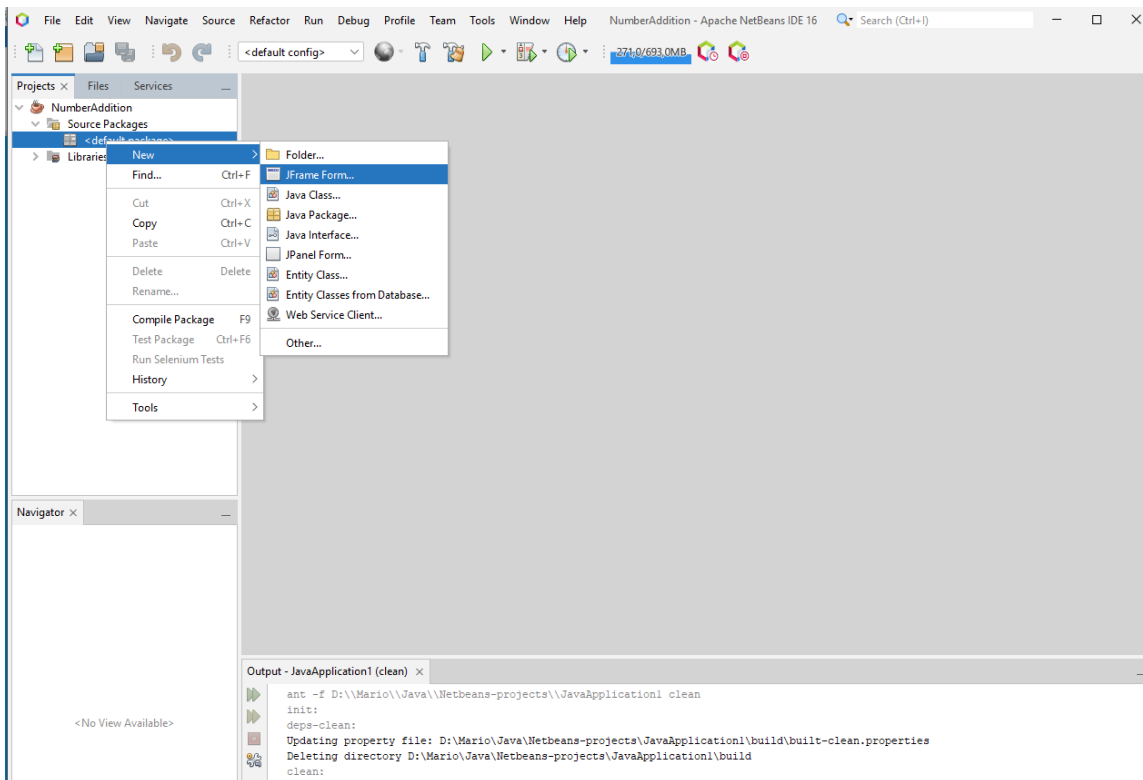 File Edit View Navigate Source Refactor Run Debug Profile Team Tools Window Help NumberAddition - Apache NetBeans IDE 16 Search (Ctrl+I)
<default config> 271,0/693,0MB
Projects Files Services
NumberAddition
Source Packages
<default package>
Libraries
New
Find... Ctrl+F
Cut Ctrl+X
Copy Ctrl+C
Paste Ctrl+V
Delete Delete
Rename...
Compile Package F9
Test Package Ctrl+F6
Run Selenium Tests
History
Tools
Folder...
JFrame Form...
Java Class...
Java Package...
Java Interface...
JPanel Form...
Entity Class...
Entity Classes from Database...
Web Service Client...
Other...
Navigator
<No View Available>
Output - JavaApplication1 (clean)
ant -f D:\\Mario\\Java\\Netbeans-projects\\JavaApplication1 clean
init:
deps-clean:
Updating property file: D:\Mario\Java\Netbeans-projects\JavaApplication1\build\built-clean.properties
Deleting directory D:\Mario\Java\Netbeans-projects\JavaApplication1\build
clean: